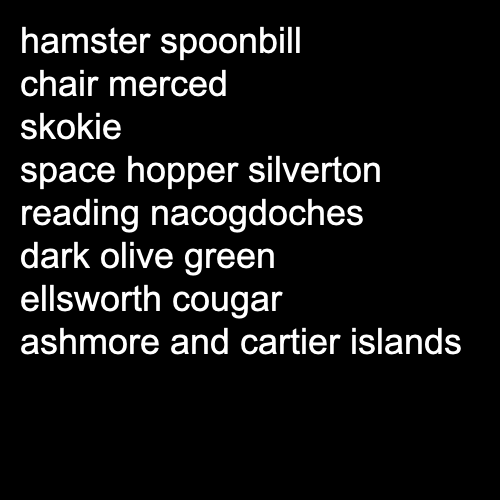 hamster spoonbill
chair merced
skokie
space hopper silverton
reading nacogdoches
dark olive green
ellsworth cougar
ashmore and cartier islands